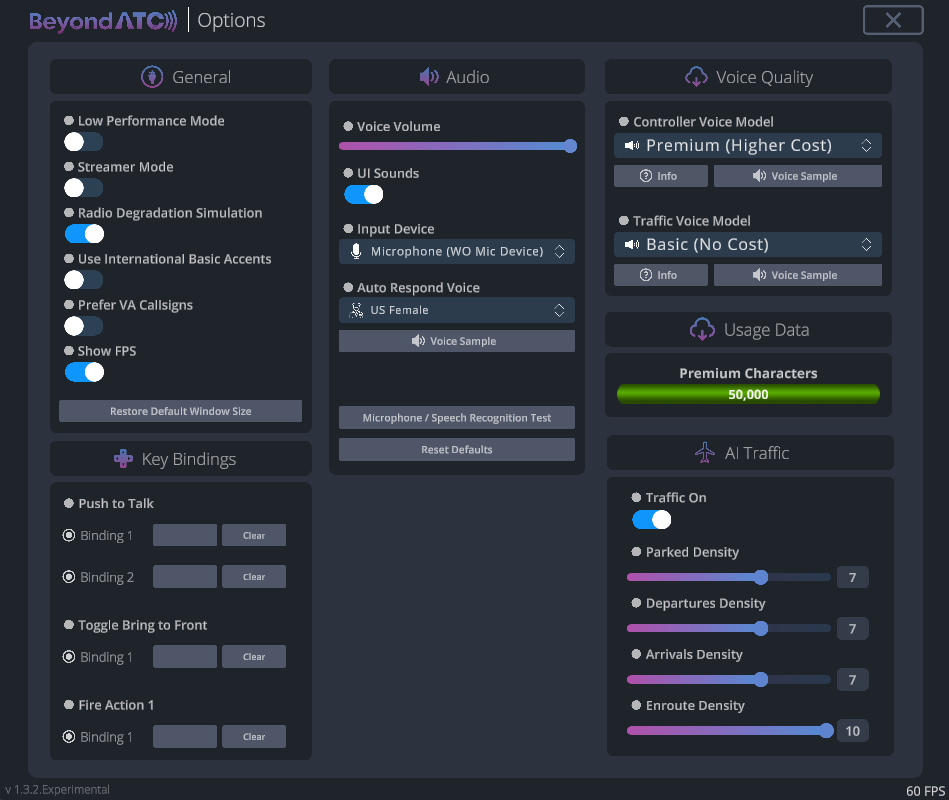 BeyondATC | Options
General
Low Performance Mode
Streamer Mode
Radio Degradation Simulation
Use International Basic Accents
Prefer VA Callsigns
Show FPS
Restore Default Window Size
Key Bindings
Push to Talk
Binding 1 Clear
Binding 2 Clear
Toggle Bring to Front
Binding 1 Clear
Fire Action 1
Binding 1 Clear
Audio
Voice Volume
UI Sounds
Input Device
Microphone (WO Mic Device)
Auto Respond Voice
US Female
Voice Sample
Microphone / Speech Recognition Test
Reset Defaults
Voice Quality
Controller Voice Model
Premium (Higher Cost)
Info Voice Sample
Traffic Voice Model
Basic (No Cost)
Info Voice Sample
Usage Data
Premium Characters
50,000
AI Traffic
Traffic On
Parked Density
7
Departures Density
7
Arrivals Density
7
Enroute Density
10
v 1.3.2.Experimental
60 FPS